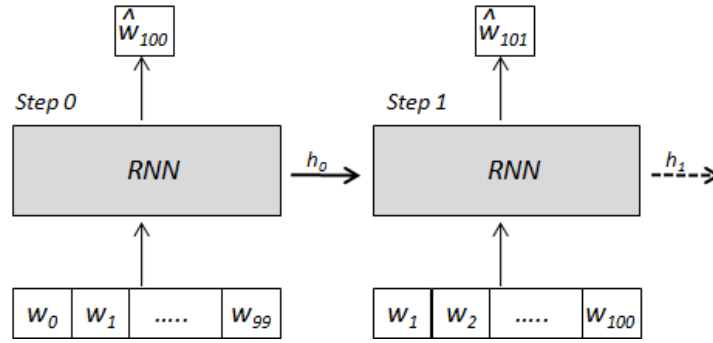 ŵ100 ŵ101
Step 0 Step 1
RNN h0 RNN h1
w0 w1 ..... w99 w1 w2 ..... w100